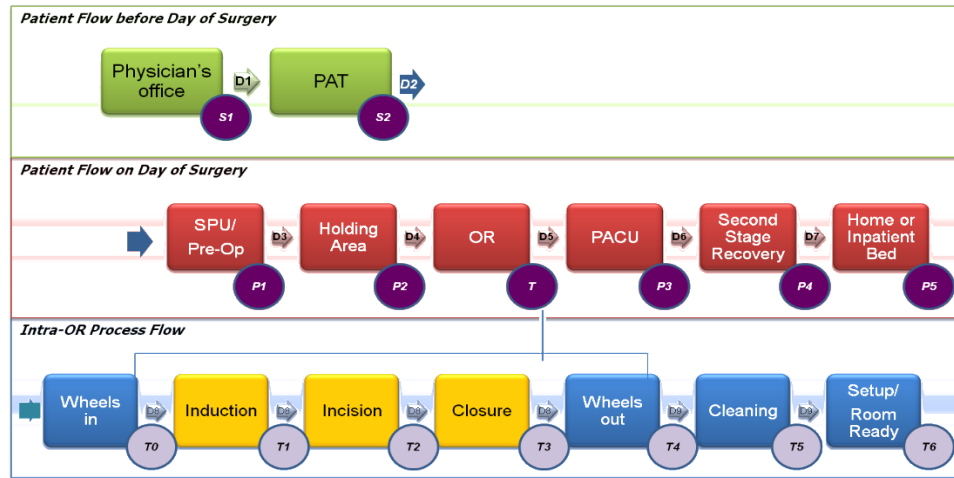 Patient Flow before Day of Surgery
Physician's
office
D1
PAT
D2
S1
S2
Patient Flow on Day of Surgery
SPU/
Pre-Op
D3
Holding
Area
D4
OR
D5
PACU
D6
Second
Stage
Recovery
D7
Home or
Inpatient
Bed
P1
P2
T
P3
P4
P5
Intra-OR Process Flow
Wheels
in
D8
Induction
D8
Incision
D8
Closure
D8
Wheels
out
D9
Cleaning
D9
Setup/
Room
Ready
T0
T1
T2
T3
T4
T5
T6